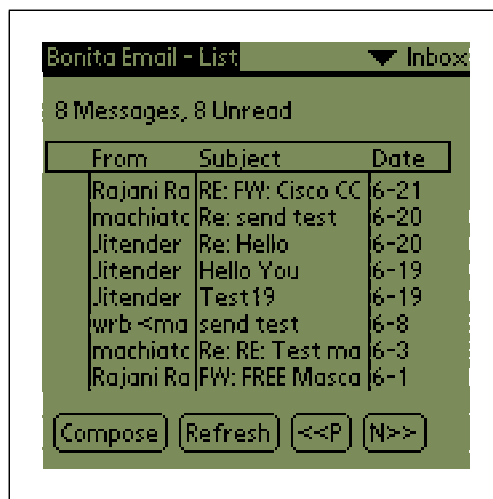 Bonita Email - List Inbox
8 Messages, 8 Unread
From Subject Date
Rajani Ra RE: FW: Cisco CC 6-21
machiatc Re: send test 6-20
Jitender Re: Hello 6-20
Jitender Hello You 6-19
Jitender Test19 6-19
wrb <ma send test 6-8
machiatc Re: RE: Test ma 6-3
Rajani Ra FW: FREE Masca 6-1
Compose Refresh <<P N>>